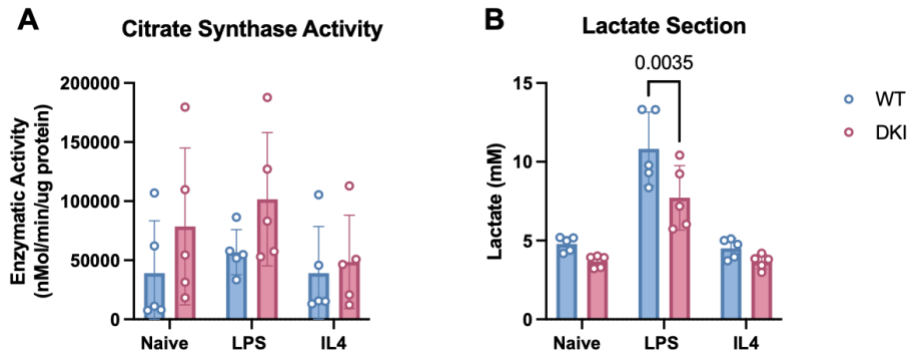 A
Citrate Synthase Activity
Enzymatic Activity
(nMol/min/ug protein)
200000
150000
100000
50000
0
Naive LPS IL4
B
Lactate Section
0.0035
Lactate (mM)
15
10
5
0
Naive LPS IL4
WT
DKI